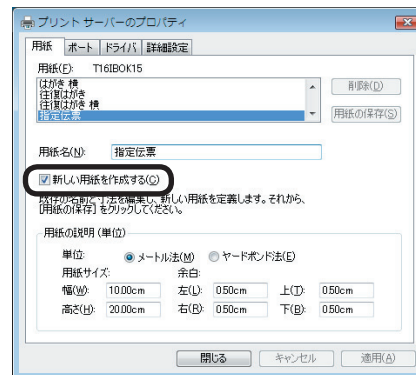 プリント サーバーのプロパティ
用紙 ポート ドライバ 詳細設定
用紙(F): T16IBOK15
はがき 横
往復はがき
往復はがき 横
指定伝票
削除(D)
用紙の保存(S)
用紙名(N): 指定伝票
新しい用紙を作成する(C)
既存の名前と寸法を編集し、新しい用紙を定義します。それから、
[用紙の保存] をクリックしてください。
用紙の説明 (単位)
単位: メートル法(M) ヤードポンド法(E)
用紙サイズ: 余白:
幅(W): 10.00cm 左(L): 0.50cm 上(T): 0.50cm
高さ(H): 20.00cm 右(R): 0.50cm 下(B): 0.50cm
閉じる キャンセル 適用(A)